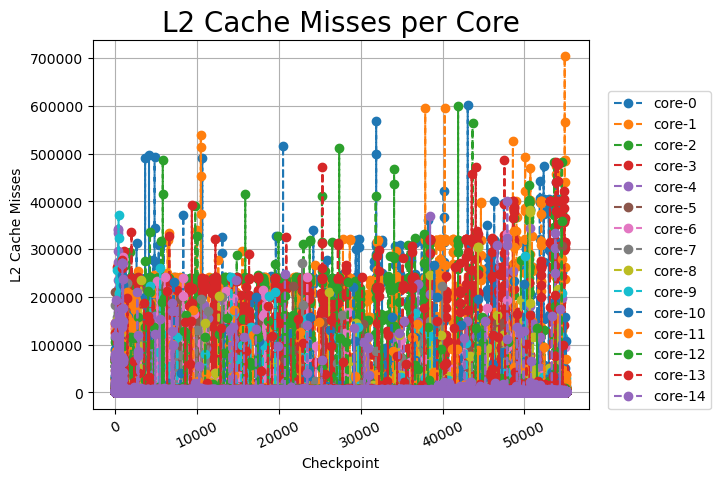 L2 Cache Misses per Core
L2 Cache Misses
700000
600000
500000
400000
300000
200000
100000
0
0
10000
20000
30000
40000
50000
Checkpoint
core-0
core-1
core-2
core-3
core-4
core-5
core-6
core-7
core-8
core-9
core-10
core-11
core-12
core-13
core-14